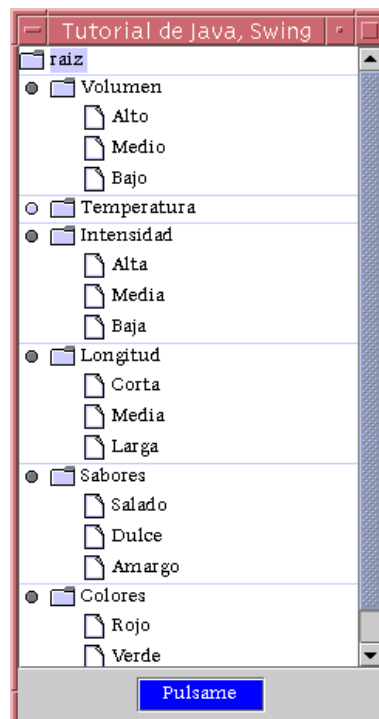 Tutorial de Java, Swing
raiz
Volumen
Alto
Medio
Bajo
Temperatura
Intensidad
Alta
Media
Baja
Longitud
Corta
Media
Larga
Sabores
Salado
Dulce
Amargo
Colores
Rojo
Verde
Pulsame